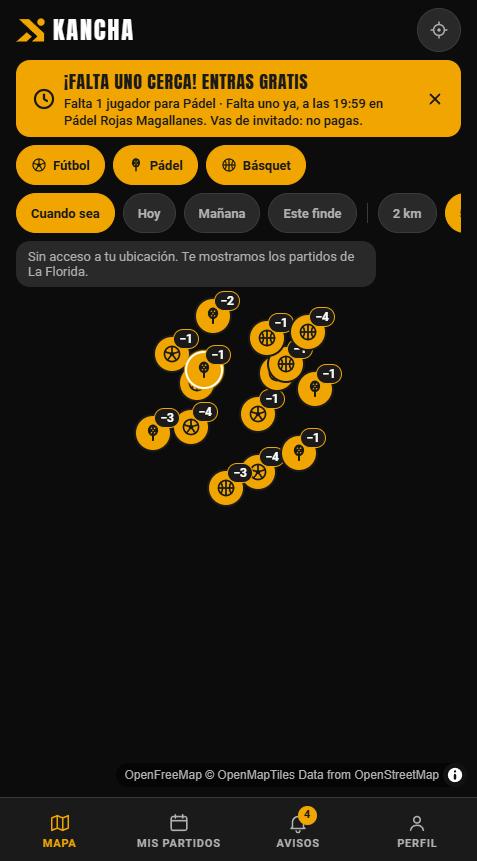 KANCHA
¡FALTA UNO CERCA! ENTRAS GRATIS
Falta 1 jugador para Pádel · Falta uno ya, a las 19:59 en
Pádel Rojas Magallanes. Vas de invitado: no pagas.
Fútbol
Pádel
Básquet
Cuando sea
Hoy
Mañana
Este finde
2 km
Sin acceso a tu ubicación. Te mostramos los partidos de
La Florida.
−2
−1
−4
−1
−1
−1
−1
−3
−4
−1
−4
−3
OpenFreeMap © OpenMapTiles Data from OpenStreetMap
4
MAPA
MIS PARTIDOS
AVISOS
PERFIL